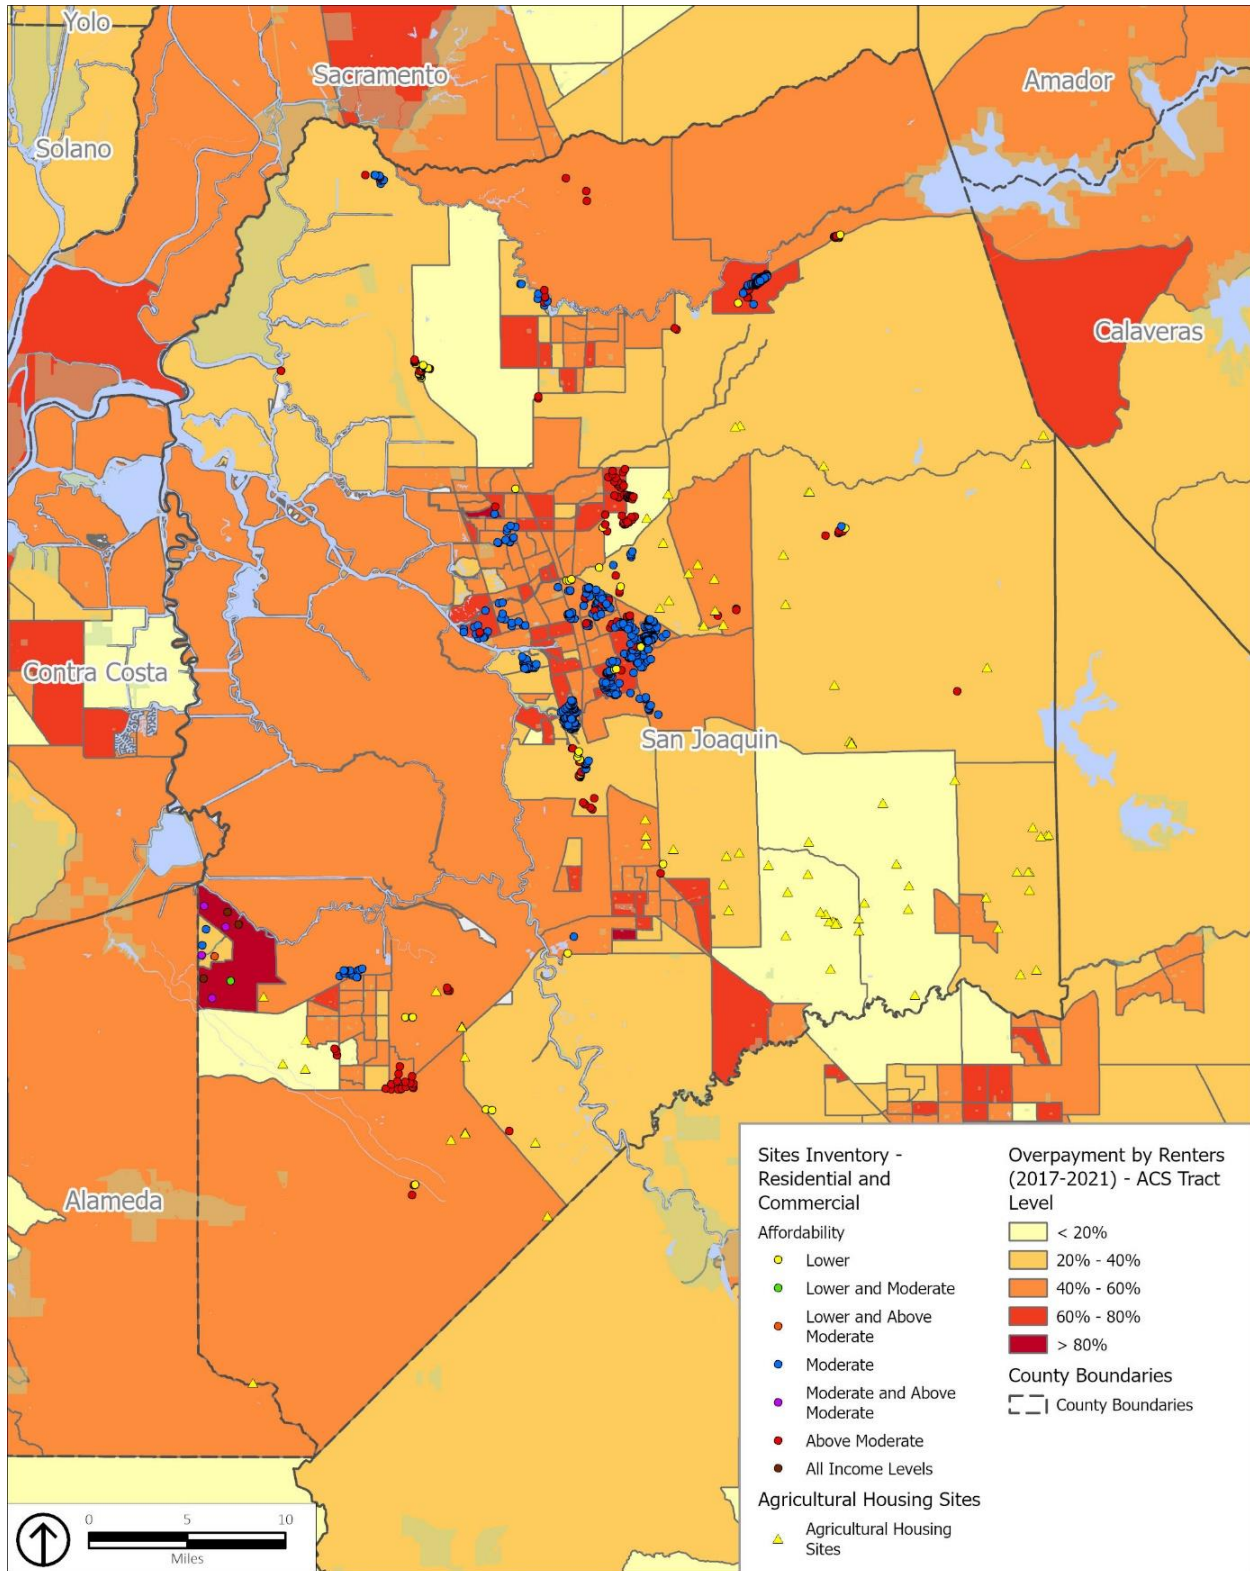 Yolo
Sacramento
Amador
Solano
Calaveras
Contra Costa
San Joaquin
Alameda
Sites Inventory -
Residential and
Commercial
Affordability
Lower
Lower and Moderate
Lower and Above
Moderate
Moderate
Moderate and Above
Moderate
Above Moderate
All Income Levels
Agricultural Housing Sites
Agricultural Housing
Sites
Overpayment by Renters
(2017-2021) - ACS Tract
Level
< 20%
20% - 40%
40% - 60%
60% - 80%
> 80%
County Boundaries
County Boundaries
0 5 10
Miles